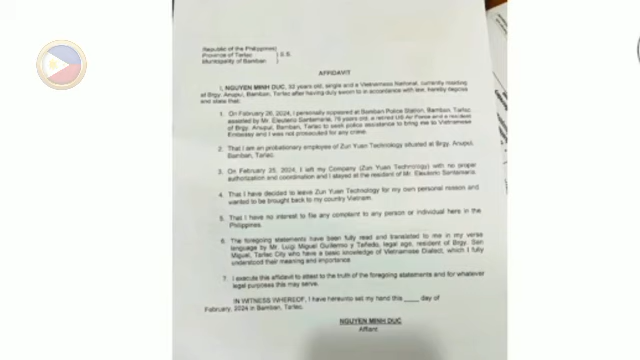 Republic of the Philippines)
Province of Tarlac ) S.S.
Municipality of Bamban )
AFFIDAVIT
I, NGUYEN MINH DUC, 32 years old, single and a Vietnamese National, currently residing
at Brgy. Anupul, Bamban, Tarlac after having duly sworn to in accordance with law, hereby depose
and state that:
1. On February 26, 2024, I personally appeared at Bamban Police Station, Bamban, Tarlac
assisted by Mr. Eleuterio Santamaria, 79 years old, a retired US Air Force and a resident
of Brgy. Anupul, Bamban, Tarlac to seek police assistance to bring me to Vietnamese
Embassy and I was not prosecuted for any crime.
2. That I am an probationary employee of Zun Yuan Technology situated at Brgy. Anupul,
Bamban, Tarlac.
3. On February 25, 2024, I left my Company (Zun Yuan Technology) with no proper
authorization and coordination and I stayed at the resident of Mr. Eleuterio Santamaria.
4. That I have decided to leave Zun Yuan Technology for my own personal reason and
wanted to be brought back to my country Vietnam.
5. That I have no interest to file any complaint to any person or individual here in the
Philippines.
6. The foregoing statements have been fully read and translated to me in my verse
language by Mr. Luigi Miguel Guillermo y Tañedo, legal age, resident of Brgy. San
Miguel, Tarlac City who have a basic knowledge of Vietnamese Dialect, which I fully
understood their meaning and importance.
7. I execute this affidavit to attest to the truth of the foregoing statements and for whatever
legal purposes this may serve.
IN WITNESS WHEREOF, I have hereunto set my hand this ____ day of
February, 2024 in Bamban, Tarlac.
NGUYEN MINH DUC
Affiant